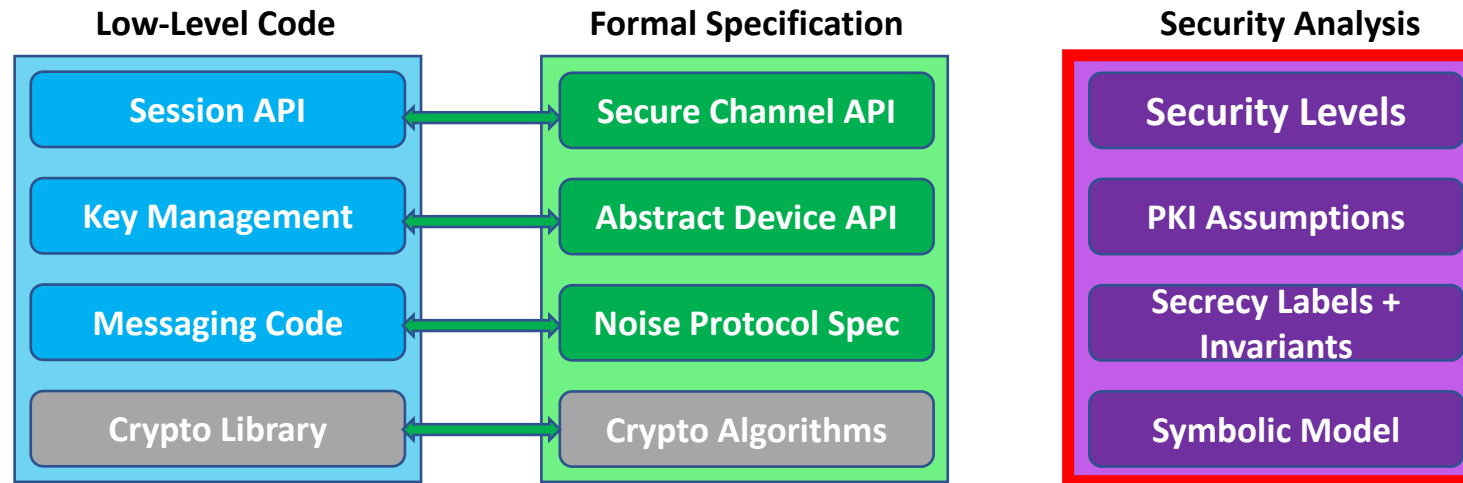 Low-Level Code
Formal Specification
Security Analysis
Session API
Secure Channel API
Security Levels
Key Management
Abstract Device API
PKI Assumptions
Messaging Code
Noise Protocol Spec
Secrecy Labels +
Invariants
Crypto Library
Crypto Algorithms
Symbolic Model